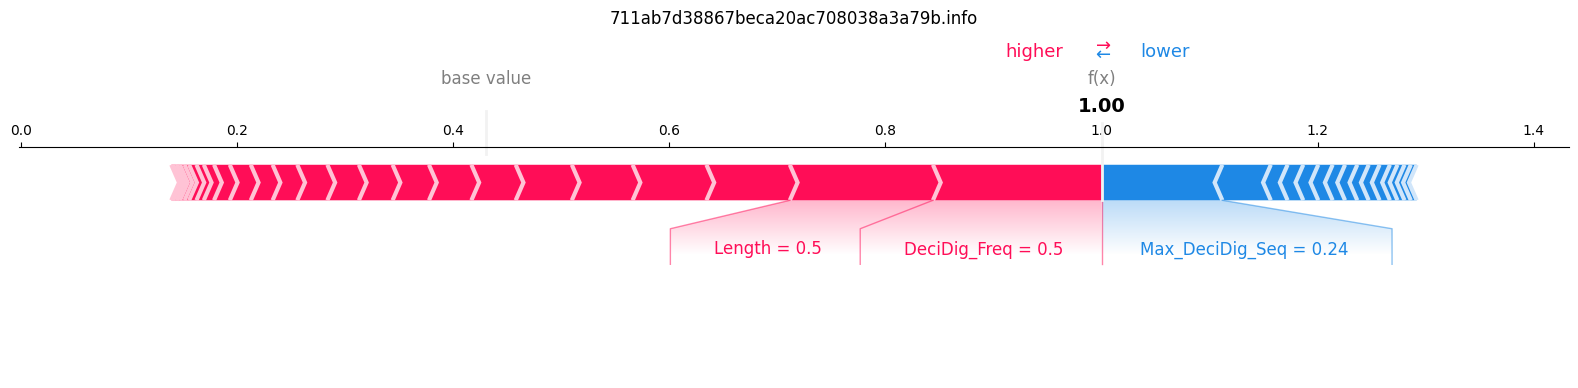 711ab7d38867beca20ac708038a3a79b.info
higher ⇄ lower
base value f(x)
1.00
0.0 0.2 0.4 0.6 0.8 1.0 1.2 1.4
Length = 0.5 DeciDig_Freq = 0.5 Max_DeciDig_Seq = 0.24